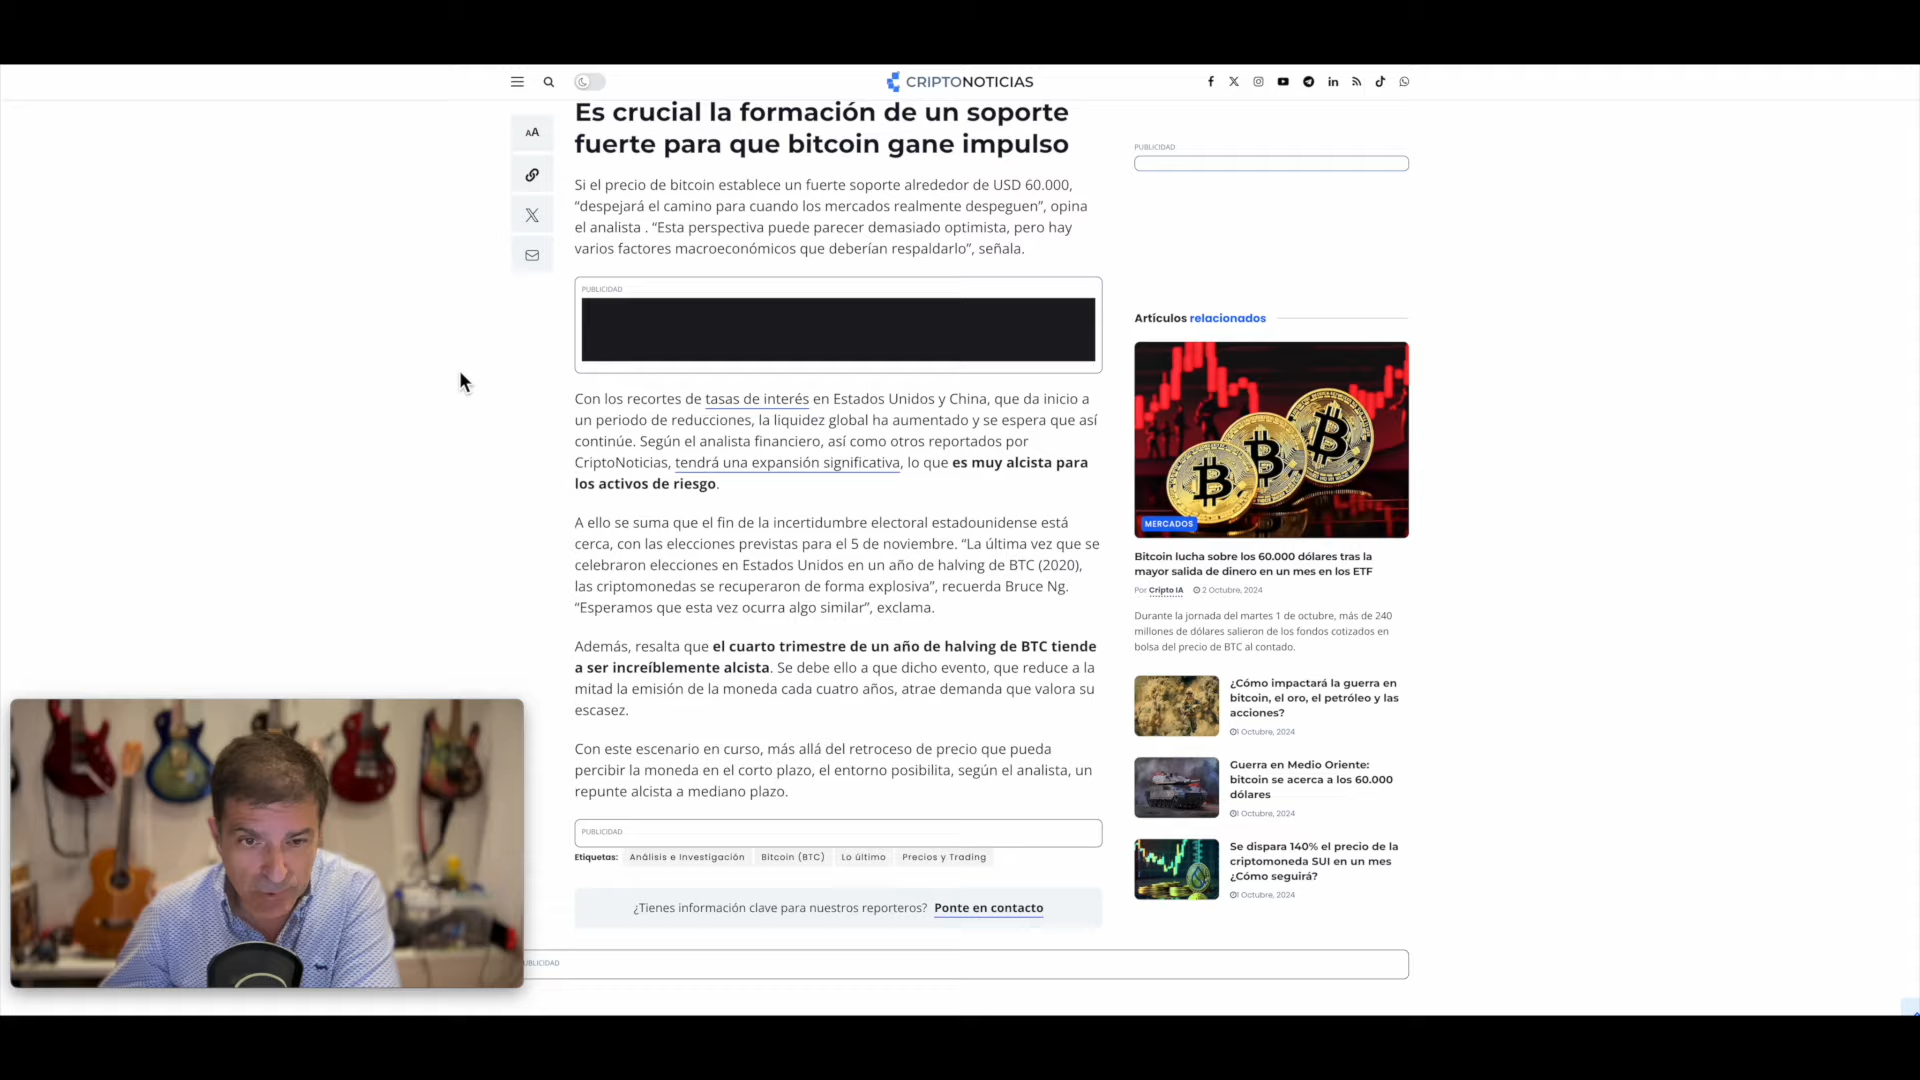 CRIPTONOTICIAS
AA
Es crucial la formación de un soporte
fuerte para que bitcoin gane impulso
Si el precio de bitcoin establece un fuerte soporte alrededor de USD 60.000,
“despejará el camino para cuando los mercados realmente despeguen”, opina
el analista . “Esta perspectiva puede parecer demasiado optimista, pero hay
varios factores macroeconómicos que deberían respaldarlo”, señala.
PUBLICIDAD
Con los recortes de tasas de interés en Estados Unidos y China, que da inicio a
un periodo de reducciones, la liquidez global ha aumentado y se espera que así
continúe. Según el analista financiero, así como otros reportados por
CriptoNoticias, tendrá una expansión significativa, lo que es muy alcista para
los activos de riesgo.
A ello se suma que el fin de la incertidumbre electoral estadounidense está
cerca, con las elecciones previstas para el 5 de noviembre. “La última vez que se
celebraron elecciones en Estados Unidos en un año de halving de BTC (2020),
las criptomonedas se recuperaron de forma explosiva”, recuerda Bruce Ng.
“Esperamos que esta vez ocurra algo similar”, exclama.
Además, resalta que el cuarto trimestre de un año de halving de BTC tiende
a ser increíblemente alcista. Se debe ello a que dicho evento, que reduce a la
mitad la emisión de la moneda cada cuatro años, atrae demanda que valora su
escasez.
Con este escenario en curso, más allá del retroceso de precio que pueda
percibir la moneda en el corto plazo, el entorno posibilita, según el analista, un
repunte alcista a mediano plazo.
PUBLICIDAD
Etiquetas: Análisis e Investigación Bitcoin (BTC) Lo último Precios y Trading
¿Tienes información clave para nuestros reporteros? Ponte en contacto
UBLICIDAD
PUBLICIDAD
Artículos relacionados
MERCADOS
Bitcoin lucha sobre los 60.000 dólares tras la
mayor salida de dinero en un mes en los ETF
Por Cripto IA 2 Octubre, 2024
Durante la jornada del martes 1 de octubre, más de 240
millones de dólares salieron de los fondos cotizados en
bolsa del precio de BTC al contado.
¿Cómo impactará la guerra en
bitcoin, el oro, el petróleo y las
acciones?
1 Octubre, 2024
Guerra en Medio Oriente:
bitcoin se acerca a los 60.000
dólares
1 Octubre, 2024
Se dispara 140% el precio de la
criptomoneda SUI en un mes
¿Cómo seguirá?
1 Octubre, 2024